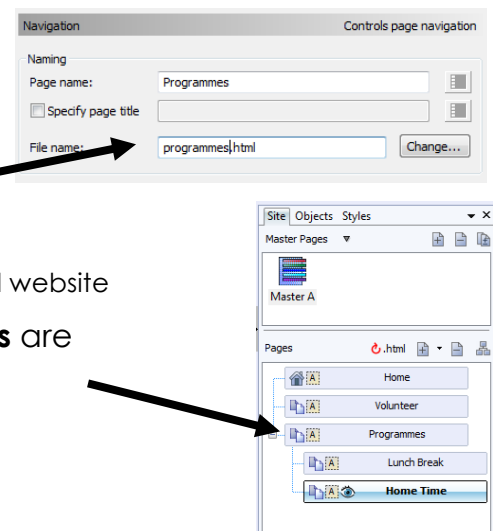 Navigation Controls page navigation
Naming
Page name: Programmes
Specify page title
File name: programmes.html Change...
Site Objects Styles
Master Pages
Master A
website
s are
Pages .html
A Home
A Volunteer
A Programmes
A Lunch Break
A Home Time